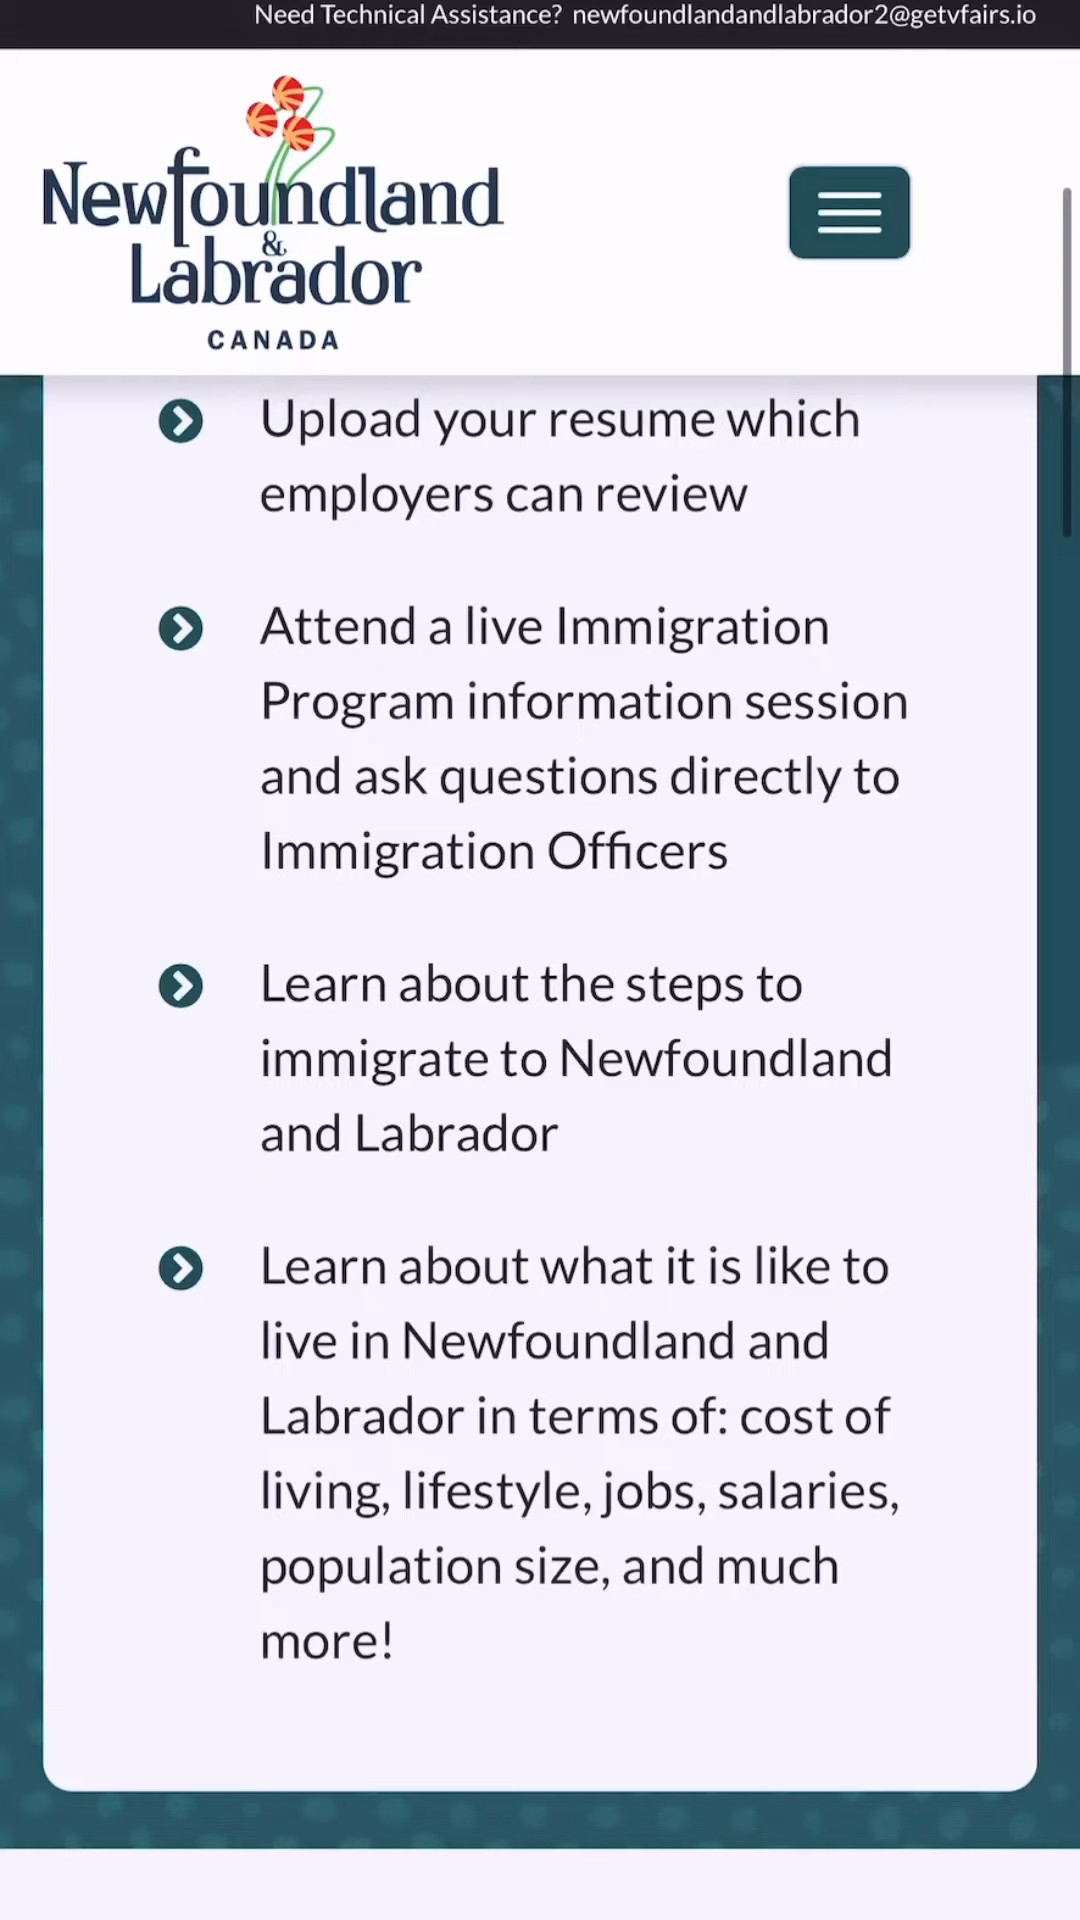 Need Technical Assistance? newfoundlandandlabrador2@getvfairs.io
Newfoundland
&
Labrador
CANADA
Upload your resume which
employers can review
Attend a live Immigration
Program information session
and ask questions directly to
Immigration Officers
Learn about the steps to
immigrate to Newfoundland
and Labrador
Learn about what it is like to
live in Newfoundland and
Labrador in terms of: cost of
living, lifestyle, jobs, salaries,
population size, and much
more!